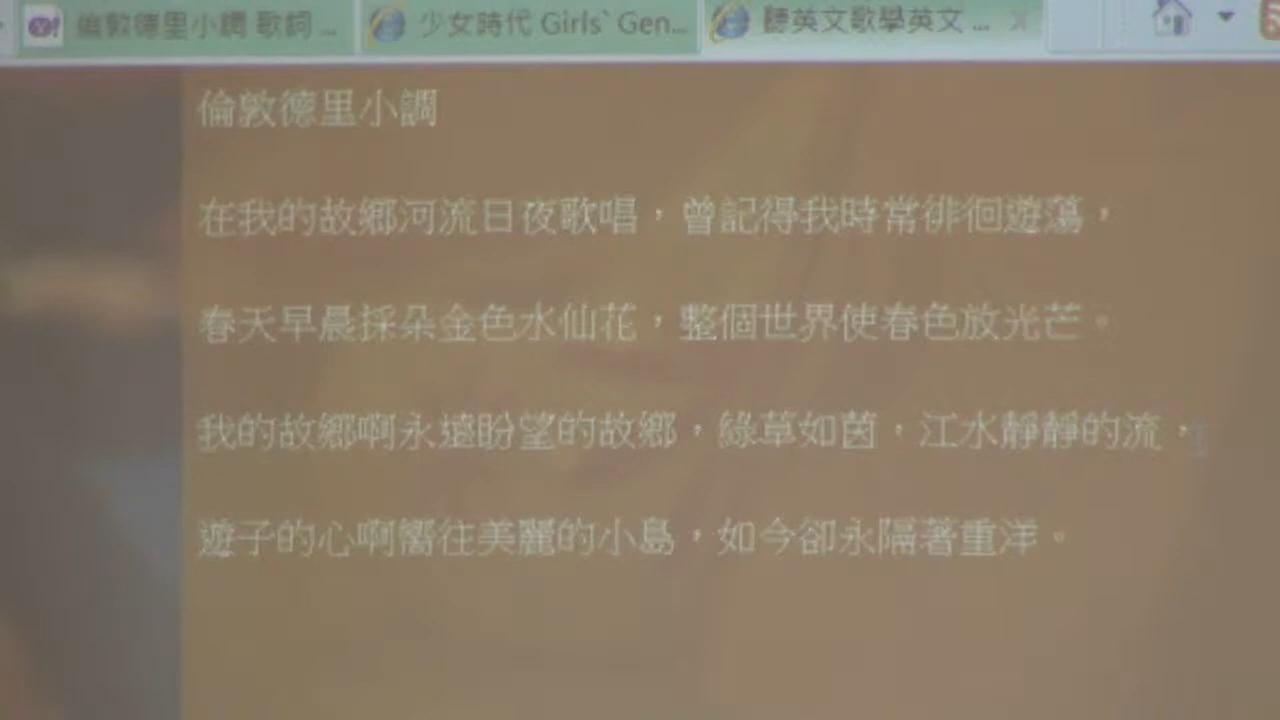 倫敦德里小調 歌詞 ...
少女時代 Girls` Gen...
聽英文歌學英文 ...
倫敦德里小調
在我的故鄉河流日夜歌唱，曾記得我時常徘徊遊蕩，
春天早晨採朵金色水仙花，整個世界使春色放光芒。
我的故鄉啊永遠盼望的故鄉，綠草如茵，江水靜靜的流，
遊子的心啊嚮往美麗的小島，如今卻永隔著重洋。